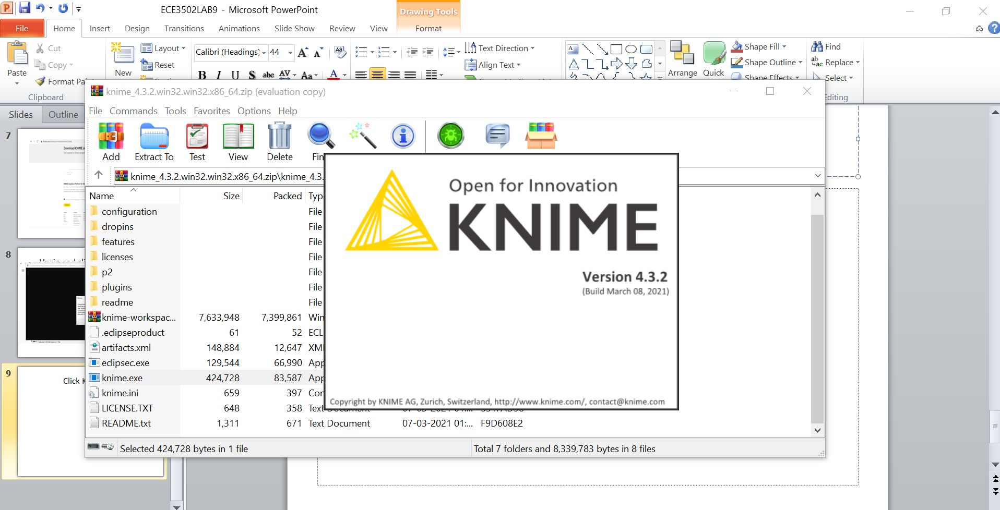 ECE3502LAB9 - Microsoft PowerPoint
Drawing Tools
File Home Insert Design Transitions Animations Slide Show Review View Format
Paste
Cut
Copy
Format Pa
Clipboard
New
Layout
Reset
Calibri (Headings) 44
B I U S abc AV Aa A
Text Direction
Align Text
Arrange
Quick
Shape Fill
Shape Outline
Shape Effects
Find
Replace
Select
Editing
Slides Outline
7
Download KNIME A
8
9
Click K
knime_4.3.2.win32.win32.x86_64.zip (evaluation copy)
File Commands Tools Favorites Options Help
Add Extract To Test View Delete Fin
knime_4.3.2.win32.win32.x86_64.zip\knime_4.3.
Name Size Packed Typ
configuration File
dropins File
features File
licenses File
p2 File
plugins File
readme File
knime-workspac... 7,633,948 7,399,861 Win
.eclipseproduct 61 52 ECL
artifacts.xml 148,884 12,647 XM
eclipsec.exe 129,544 66,990 App
knime.exe 424,728 83,587 App
knime.ini 659 397 Cor
LICENSE.TXT 648 358 Text Document
README.txt 1,311 671 Text Document 07-03-2021 01:... F9D608E2
Selected 424,728 bytes in 1 file
Total 7 folders and 8,339,783 bytes in 8 files
Open for Innovation
KNIME
Version 4.3.2
(Build March 08, 2021)
Copyright by KNIME AG, Zurich, Switzerland, http://www.knime.com/, contact@knime.com